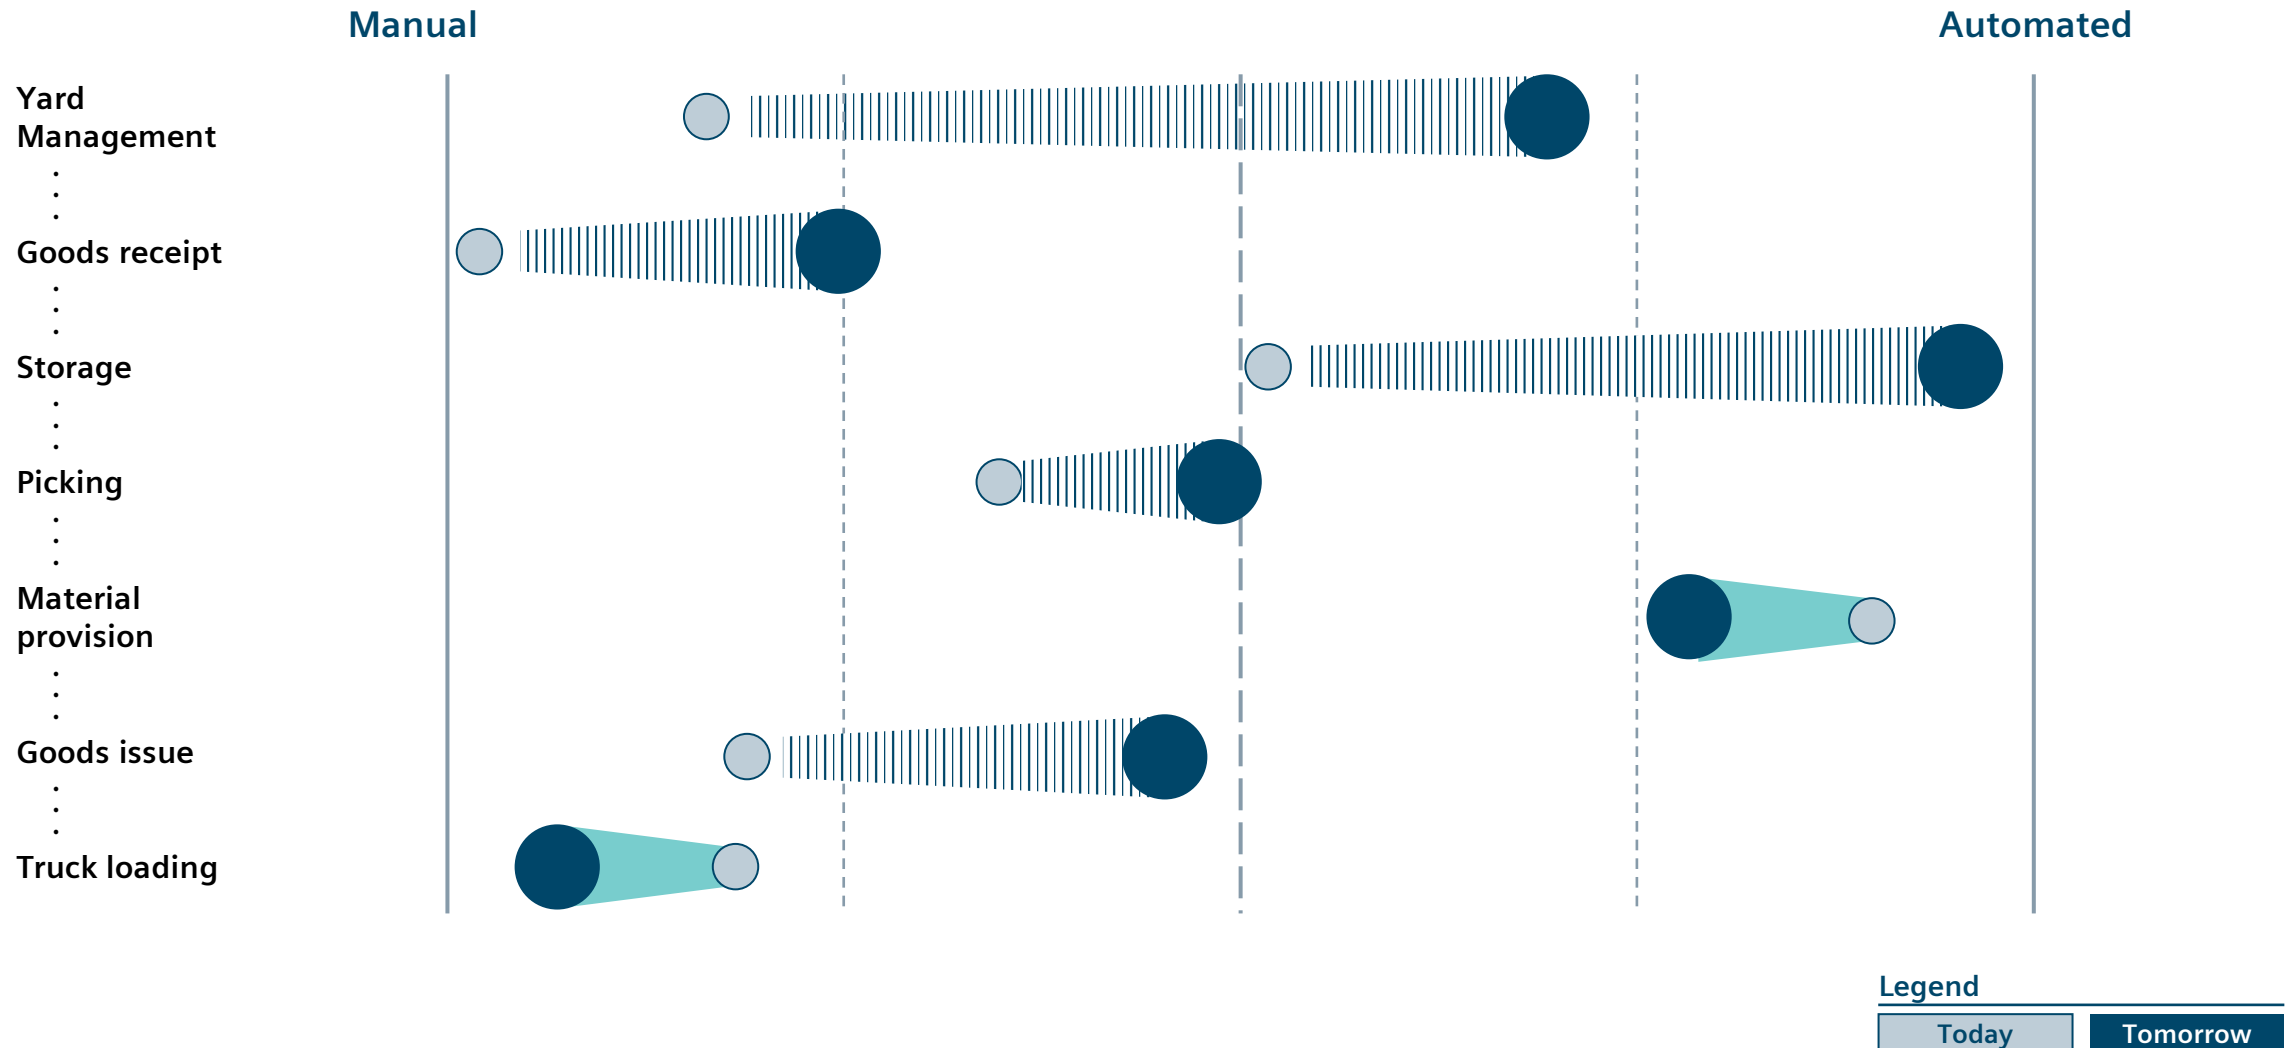 Manual
Automated
Yard
Management
Goods receipt
Storage
Picking
Material
provision
Goods issue
Truck loading
Legend
Today
Tomorrow